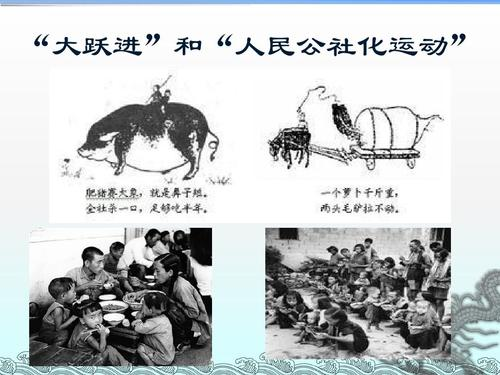 “大跃进”和“人民公社化运动”
肥猪赛大象，就是鼻子短。
全社杀一口，足够吃半年。
一个萝卜千斤重，
两头毛驴拉不动。